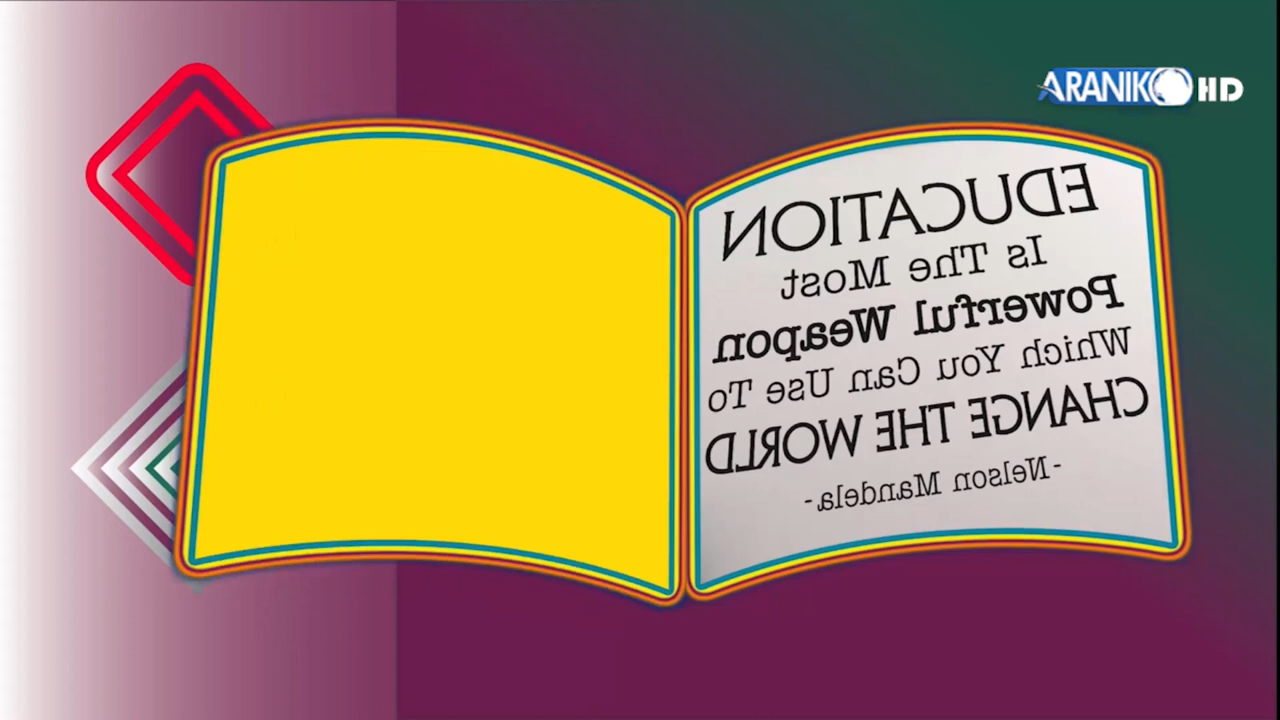 ARANIKO HD
EDUCATION
Is The Most
Powerful Weapon
Which You Can Use To
CHANGE THE WORLD
-Nelson Mandela-